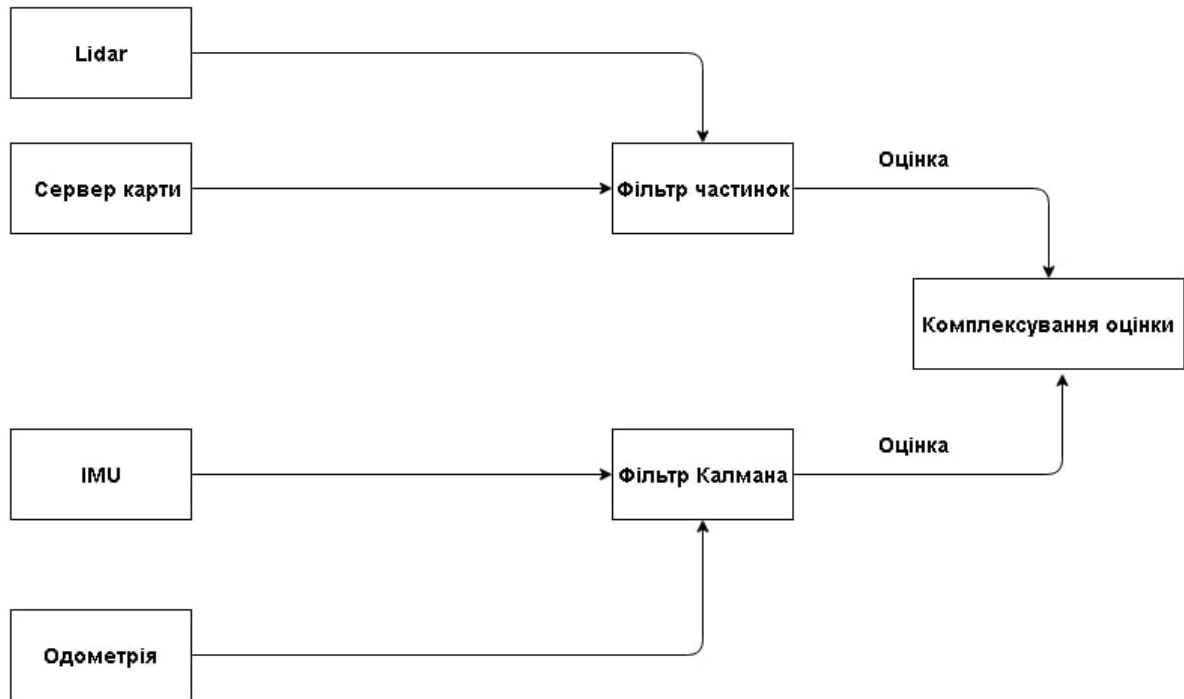 Lidar
Сервер карти
Фільтр частинок
Оцінка
Комплексування оцінки
IMU
Фільтр Калмана
Оцінка
Одометрія